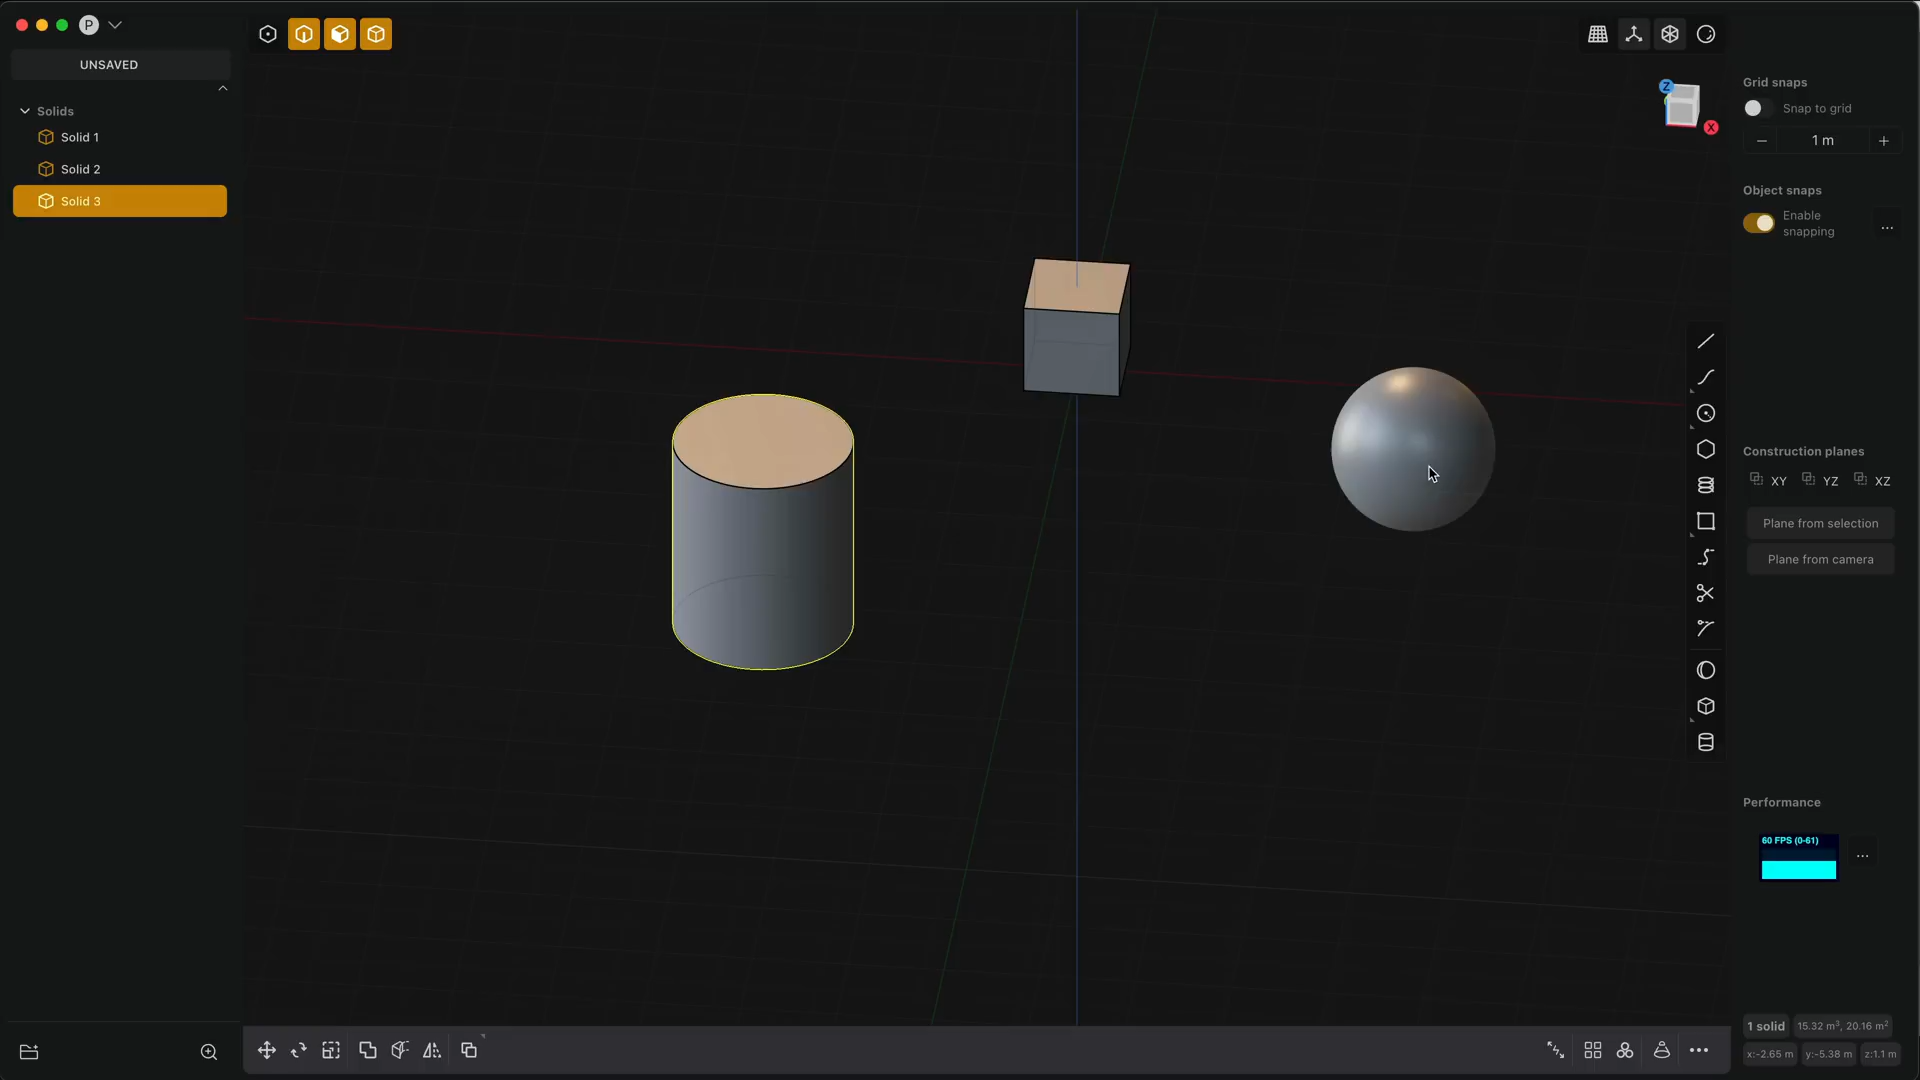 P
UNSAVED
Solids
Solid 1
Solid 2
Solid 3
Z
X
Grid snaps
Snap to grid
1 m
Object snaps
Enable
snapping
...
Construction planes
XY YZ XZ
Plane from selection
Plane from camera
Performance
60 FPS (0-61)
...
1 solid 15.32 m³, 20.16 m²
x:-2.65 m y:-5.38 m z:1.1 m